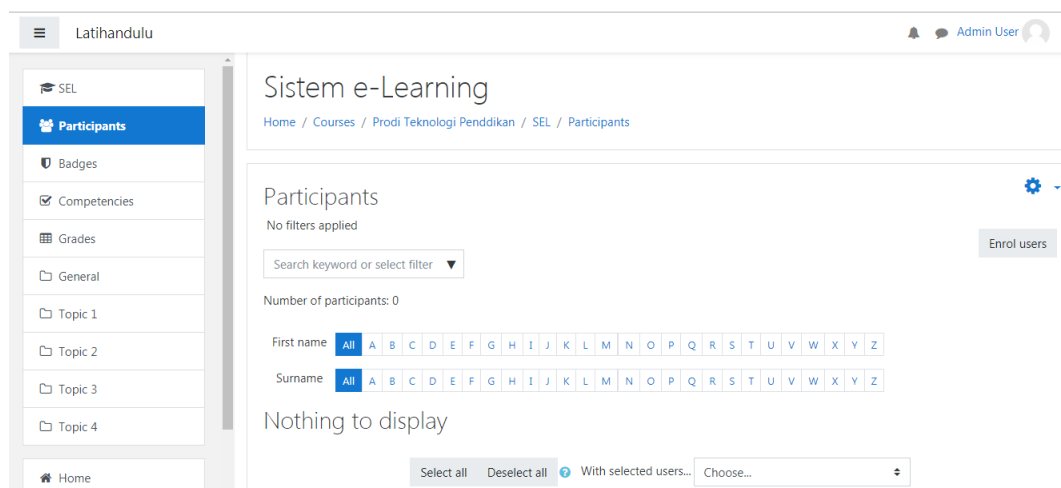 Latihandulu
Admin User
SEL
Participants
Badges
Competencies
Grades
General
Topic 1
Topic 2
Topic 3
Topic 4
Home
Sistem e-Learning
Home / Courses / Prodi Teknologi Penddikan / SEL / Participants
Participants
No filters applied
Enrol users
Search keyword or select filter ▼
Number of participants: 0
First name All A B C D E F G H I J K L M N O P Q R S T U V W X Y Z
Surname All A B C D E F G H I J K L M N O P Q R S T U V W X Y Z
Nothing to display
Select all Deselect all ? With selected users... Choose...